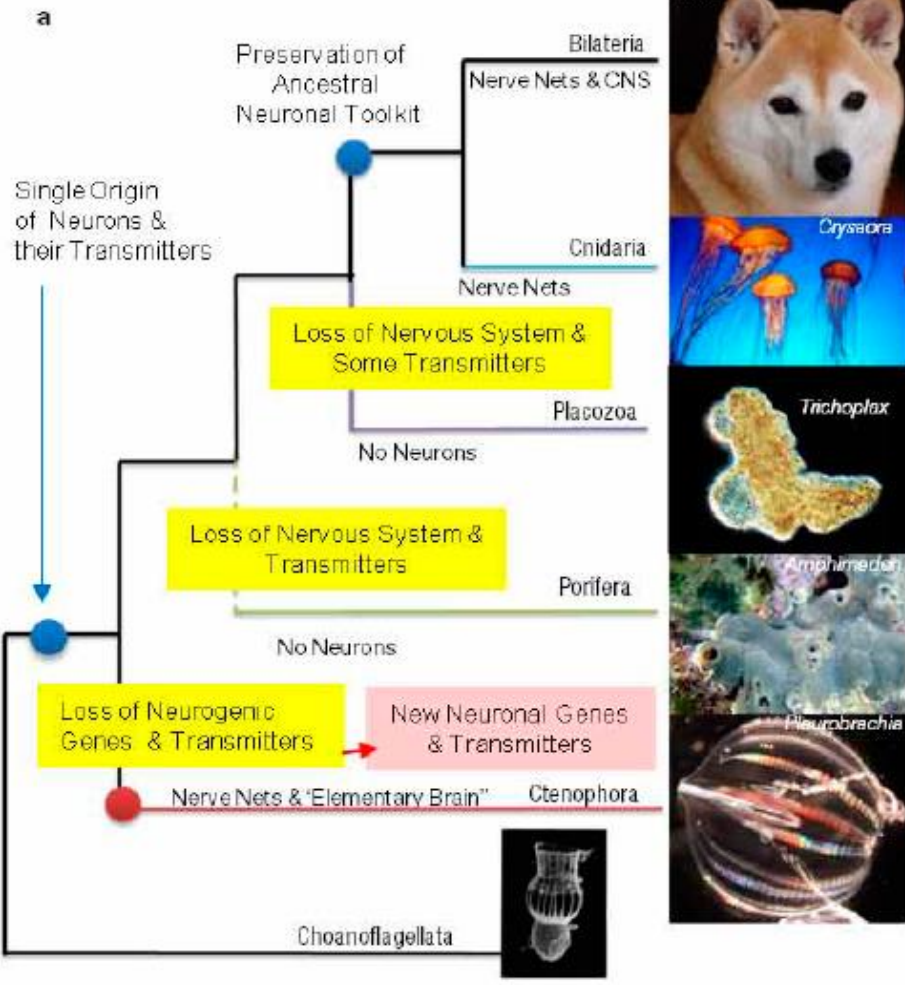 a
Preservation of
Ancestral
Neuronal Toolkit
Bilateria
Nerve Nets & CNS
Single Origin
of Neurons &
their Transmitters
Crysaora
Cnidaria
Nerve Nets
Loss of Nervous System &
Some Transmitters
Trichoplax
Placozoa
No Neurons
Loss of Nervous System &
Transmitters
Amphimedon
Porifera
No Neurons
Loss of Neurogenic
Genes & Transmitters
New Neuronal Genes
& Transmitters
Pleurobrachia
Nerve Nets & "Elementary Brain"
Ctenophora
Choanoflagellata